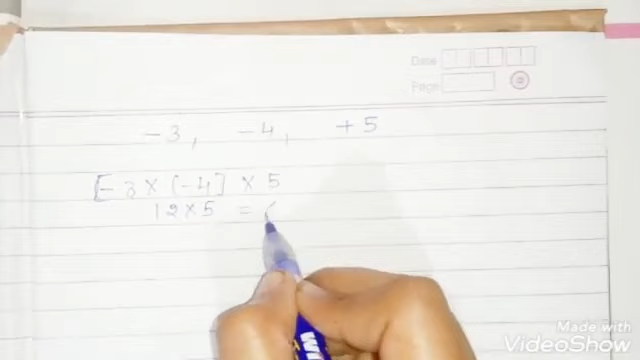 Date
Page
-3, -4, +5
[-3 × [-4] × 5
12 × 5 =
Made with
VideoShow